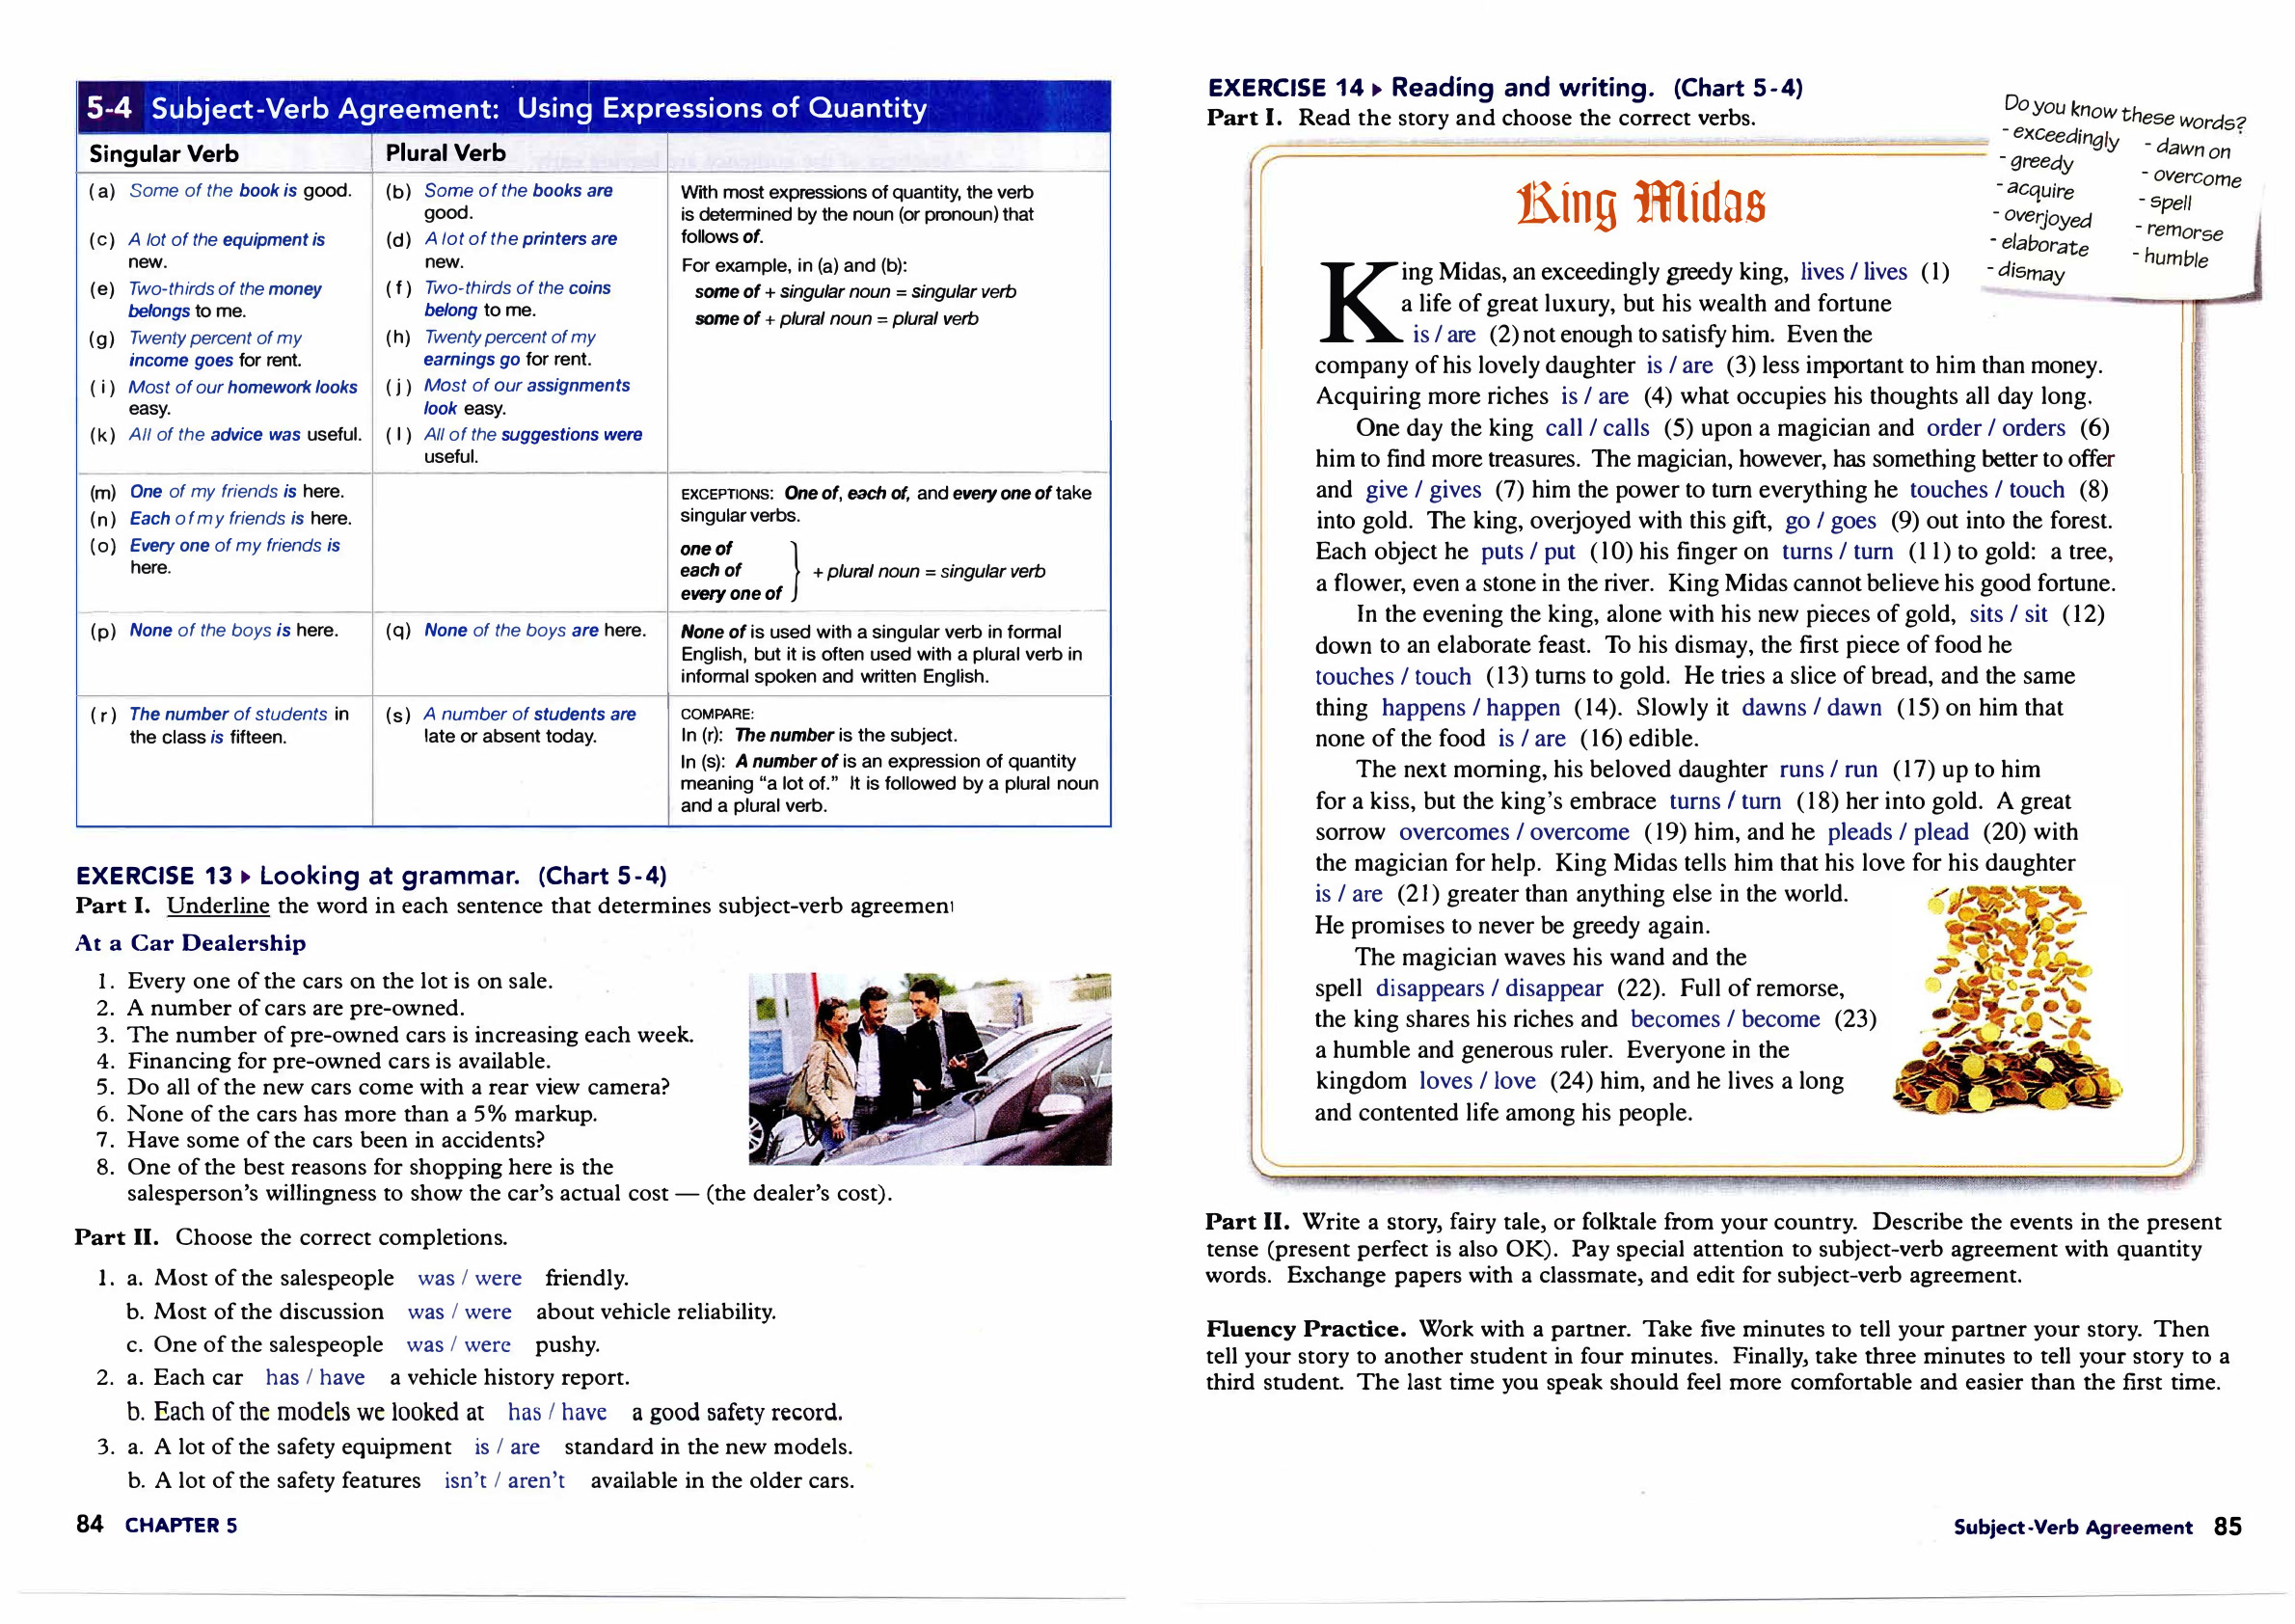 5-4 Subject-Verb Agreement: Using Expressions of Quantity
Singular Verb
Plural Verb
(a) Some of the book is good.
(b) Some of the books are
good.
With most expressions of quantity, the verb
is determined by the noun (or pronoun) that
follows of.
(c) A lot of the equipment is
new.
(d) A lot of the printers are
new.
For example, in (a) and (b):
some of + singular noun = singular verb
some of + plural noun = plural verb
(e) Two-thirds of the money
belongs to me.
(f) Two-thirds of the coins
belong to me.
(g) Twenty percent of my
income goes for rent.
(h) Twenty percent of my
earnings go for rent.
(i) Most of our homework looks
easy.
(j) Most of our assignments
look easy.
(k) All of the advice was useful.
(l) All of the suggestions were
useful.
(m) One of my friends is here.
(n) Each of my friends is here.
(o) Every one of my friends is
here.
EXCEPTIONS: One of, each of, and every one of take
singular verbs.
one of
each of
every one of
+ plural noun = singular verb
(p) None of the boys is here.
(q) None of the boys are here.
None of is used with a singular verb in formal
English, but it is often used with a plural verb in
informal spoken and written English.
(r) The number of students in
the class is fifteen.
(s) A number of students are
late or absent today.
COMPARE:
In (r): The number is the subject.
In (s): A number of is an expression of quantity
meaning “a lot of.” It is followed by a plural noun
and a plural verb.
EXERCISE 13 ▸ Looking at grammar. (Chart 5-4)
Part I. Underline the word in each sentence that determines subject-verb agreement
At a Car Dealership
1. Every one of the cars on the lot is on sale.
2. A number of cars are pre-owned.
3. The number of pre-owned cars is increasing each week.
4. Financing for pre-owned cars is available.
5. Do all of the new cars come with a rear view camera?
6. None of the cars has more than a 5% markup.
7. Have some of the cars been in accidents?
8. One of the best reasons for shopping here is the
salesperson’s willingness to show the car’s actual cost — (the dealer’s cost).
Part II. Choose the correct completions.
1. a. Most of the salespeople was / were friendly.
b. Most of the discussion was / were about vehicle reliability.
c. One of the salespeople was / were pushy.
2. a. Each car has / have a vehicle history report.
b. Each of the models we looked at has / have a good safety record.
3. a. A lot of the safety equipment is / are standard in the new models.
b. A lot of the safety features isn’t / aren’t available in the older cars.
84 CHAPTER 5
EXERCISE 14 ▸ Reading and writing. (Chart 5-4)
Part I. Read the story and choose the correct verbs.
Do you know these words?
- exceedingly
- greedy
- acquire
- overjoyed
- elaborate
- dismay
- dawn on
- overcome
- spell
- remorse
- humble
King Midas
King Midas, an exceedingly greedy king, lives / lives (1)
a life of great luxury, but his wealth and fortune
is / are (2) not enough to satisfy him. Even the
company of his lovely daughter is / are (3) less important to him than money.
Acquiring more riches is / are (4) what occupies his thoughts all day long.
One day the king call / calls (5) upon a magician and order / orders (6)
him to find more treasures. The magician, however, has something better to offer
and give / gives (7) him the power to turn everything he touches / touch (8)
into gold. The king, overjoyed with this gift, go / goes (9) out into the forest.
Each object he puts / put (10) his finger on turns / turn (11) to gold: a tree,
a flower, even a stone in the river. King Midas cannot believe his good fortune.
In the evening the king, alone with his new pieces of gold, sits / sit (12)
down to an elaborate feast. To his dismay, the first piece of food he
touches / touch (13) turns to gold. He tries a slice of bread, and the same
thing happens / happen (14). Slowly it dawns / dawn (15) on him that
none of the food is / are (16) edible.
The next morning, his beloved daughter runs / run (17) up to him
for a kiss, but the king’s embrace turns / turn (18) her into gold. A great
sorrow overcomes / overcome (19) him, and he pleads / plead (20) with
the magician for help. King Midas tells him that his love for his daughter
is / are (21) greater than anything else in the world.
He promises to never be greedy again.
The magician waves his wand and the
spell disappears / disappear (22). Full of remorse,
the king shares his riches and becomes / become (23)
a humble and generous ruler. Everyone in the
kingdom loves / love (24) him, and he lives a long
and contented life among his people.
Part II. Write a story, fairy tale, or folktale from your country. Describe the events in the present
tense (present perfect is also OK). Pay special attention to subject-verb agreement with quantity
words. Exchange papers with a classmate, and edit for subject-verb agreement.
Fluency Practice. Work with a partner. Take five minutes to tell your partner your story. Then
tell your story to another student in four minutes. Finally, take three minutes to tell your story to a
third student. The last time you speak should feel more comfortable and easier than the first time.
Subject-Verb Agreement 85